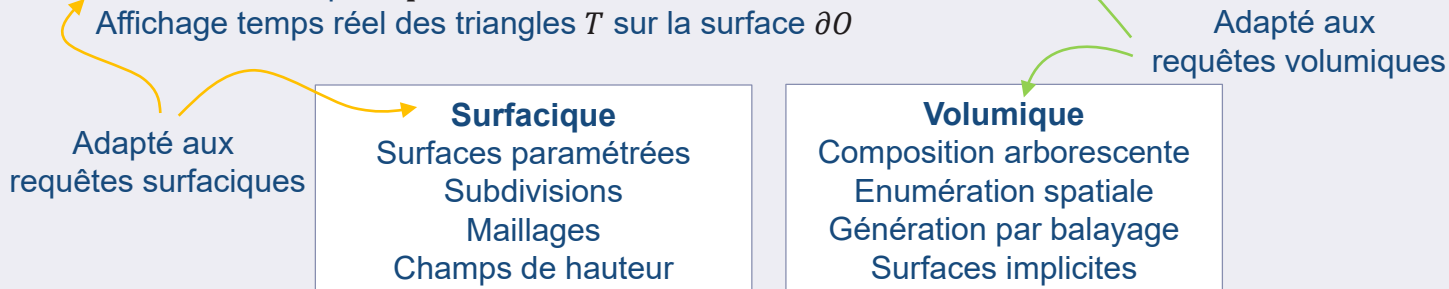 Affichage temps réel des triangles T sur la surface ∂O
Adapté aux
requêtes volumiques
Adapté aux
requêtes surfaciques
Surfacique
Surfaces paramétrées
Subdivisions
Maillages
Champs de hauteur
Volumique
Composition arborescente
Enumération spatiale
Génération par balayage
Surfaces implicites